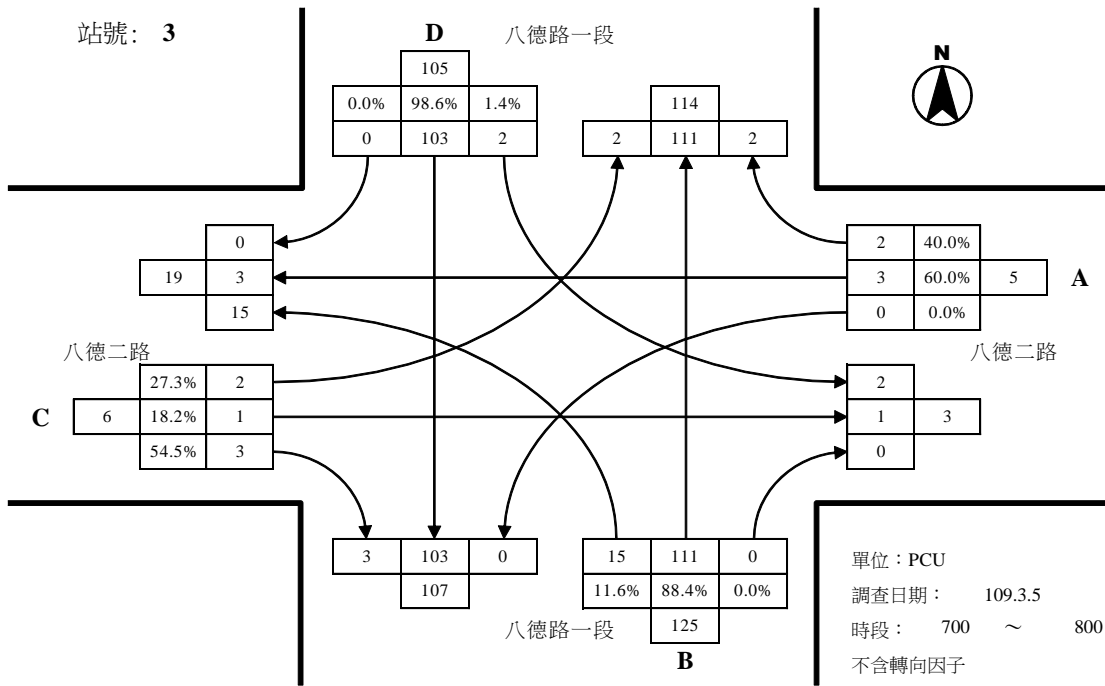 站號: 3
D 八德路一段
N
105
0.0% 98.6% 1.4%
0 103 2
114
2 111 2
0
19 3
15
2 40.0%
3 60.0% 5 A
0 0.0%
八德二路
27.3% 2
C 6 18.2% 1
54.5% 3
八德二路
2
1 3
0
3 103 0
107
15 111 0
11.6% 88.4% 0.0%
125
八德路一段
B
單位：PCU
調查日期： 109.3.5
時段： 700 ～ 800
不含轉向因子